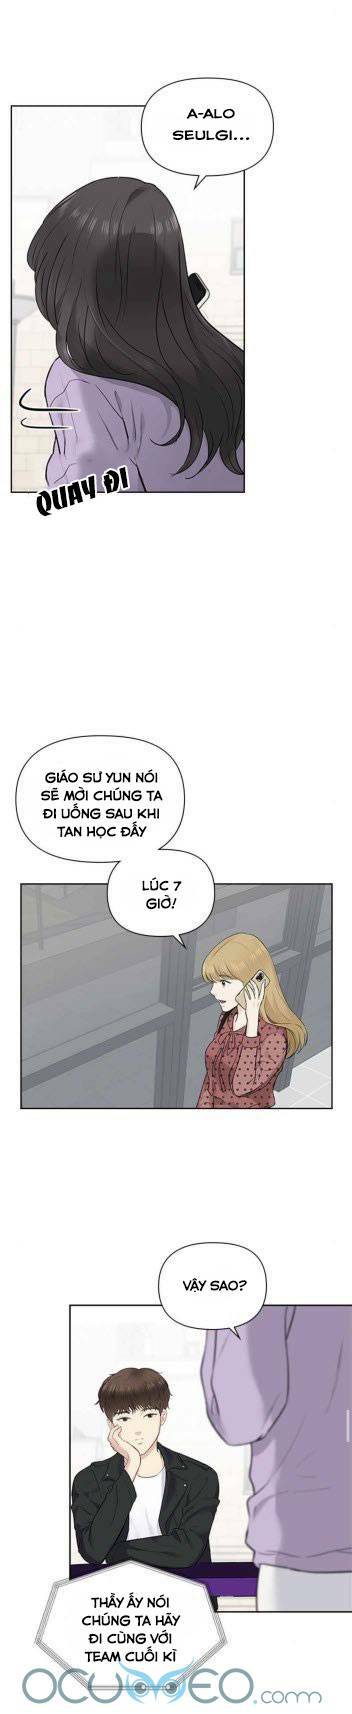 A-ALO
SEULGI...
QUAY ĐI
GIÁO SƯ YUN NÓI
SẼ MỜI CHÚNG TA
ĐI UỐNG SAU KHI
TAN HỌC ĐẤY
LÚC 7
GIỜ!
VẬY SAO?
THẦY ẤY NÓI
CHÚNG TA HÃY
ĐI CÙNG VỚI
TEAM CUỐI KÌ
OCUMEO.comm